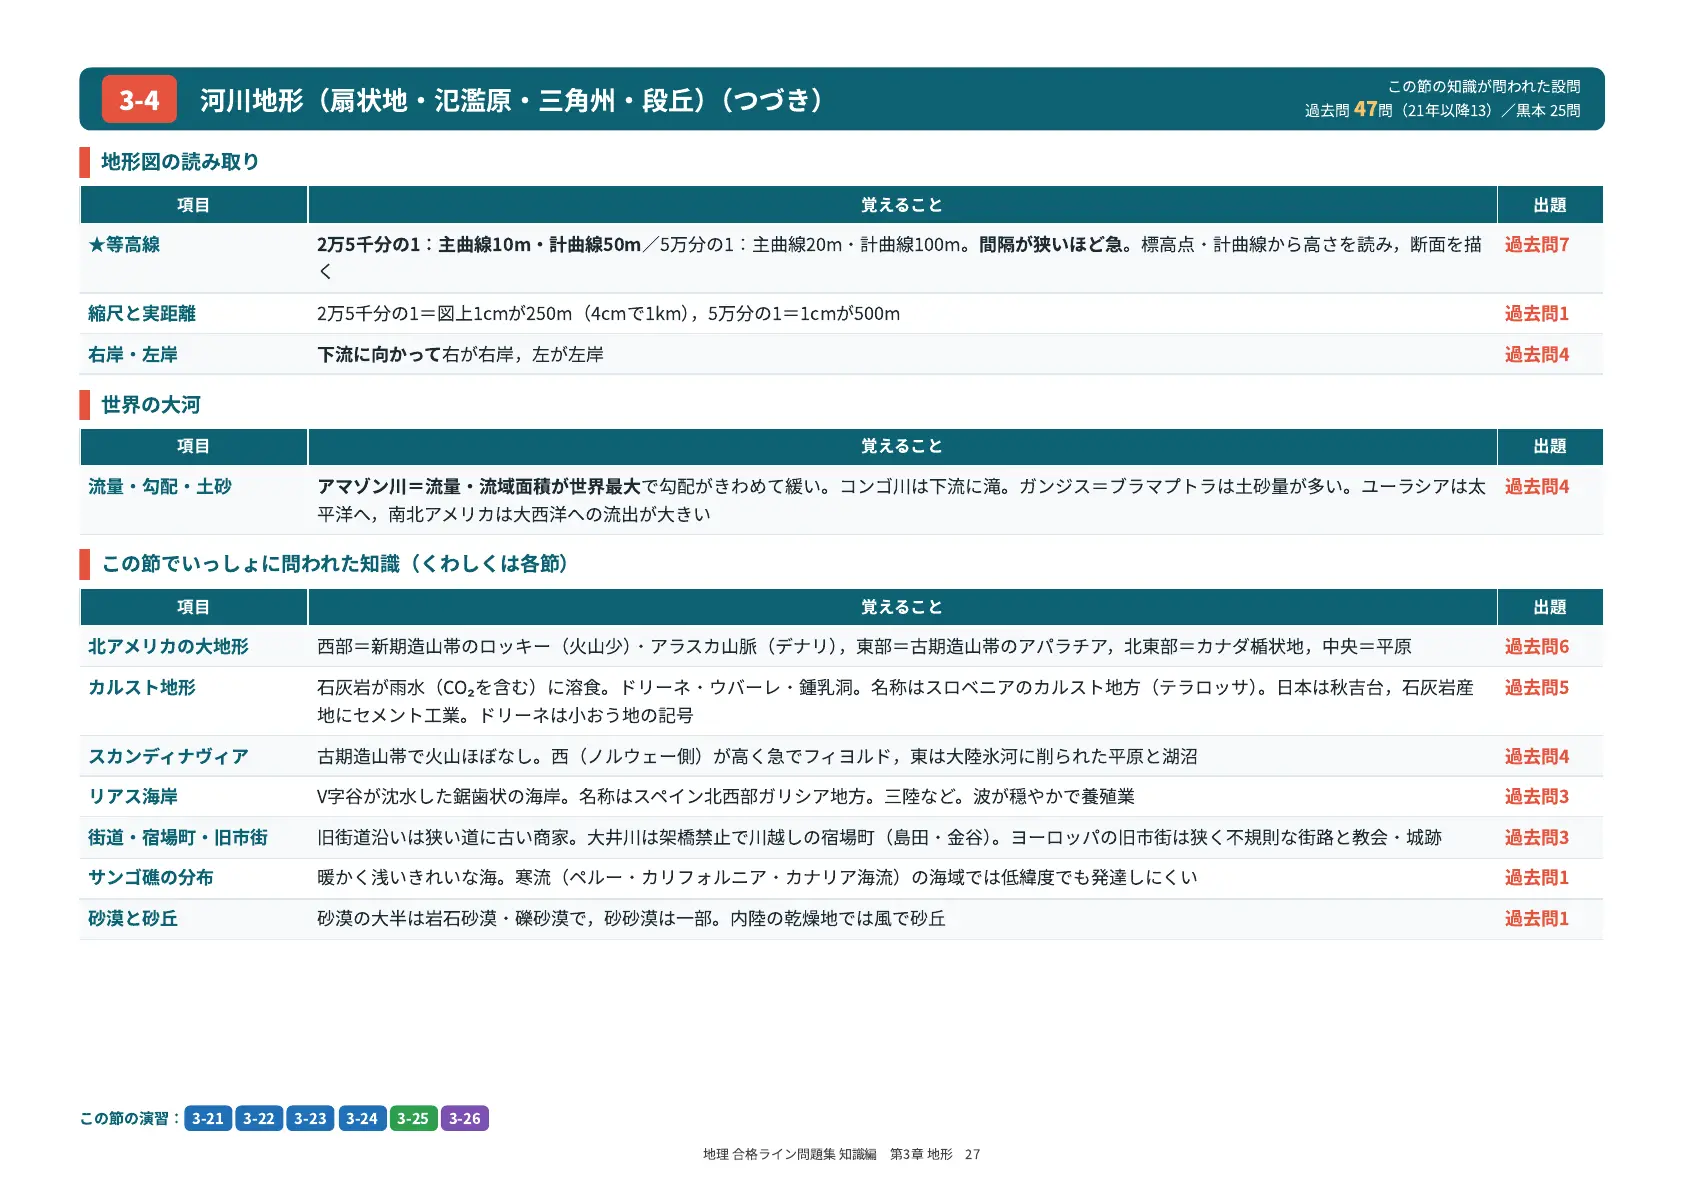 3-4 河川地形（扇状地・氾濫原・三角州・段丘）（つづき）
この節の知識が問われた設問
過去問 47問（21年以降13）／黒本 25問
地形図の読み取り
項目 覚えること 出題
★等高線 2万5千分の1：主曲線10m・計曲線50m／5万分の1：主曲線20m・計曲線100m。間隔が狭いほど急。標高点・計曲線から高さを読み，断面を描 過去問7
く
縮尺と実距離 2万5千分の1＝図上1cmが250m（4cmで1km），5万分の1＝1cmが500m 過去問1
右岸・左岸 下流に向かって右が右岸，左が左岸 過去問4
世界の大河
項目 覚えること 出題
流量・勾配・土砂 アマゾン川＝流量・流域面積が世界最大で勾配がきわめて緩い。コンゴ川は下流に滝。ガンジス＝ブラマプトラは土砂量が多い。ユーラシアは太 過去問4
平洋へ，南北アメリカは大西洋への流出が大きい
この節でいっしょに問われた知識（くわしくは各節）
項目 覚えること 出題
北アメリカの大地形 西部＝新期造山帯のロッキー（火山少）・アラスカ山脈（デナリ），東部＝古期造山帯のアパラチア，北東部＝カナダ楯状地，中央＝平原 過去問6
カルスト地形 石灰岩が雨水（CO₂を含む）に溶食。ドリーネ・ウバーレ・鍾乳洞。名称はスロベニアのカルスト地方（テラロッサ）。日本は秋吉台，石灰岩産 過去問5
地にセメント工業。ドリーネは小おう地の記号
スカンディナヴィア 古期造山帯で火山ほぼなし。西（ノルウェー側）が高く急でフィヨルド，東は大陸氷河に削られた平原と湖沼 過去問4
リアス海岸 V字谷が沈水した鋸歯状の海岸。名称はスペイン北西部ガリシア地方。三陸など。波が穏やかで養殖業 過去問3
街道・宿場町・旧市街 旧街道沿いは狭い道に古い商家。大井川は架橋禁止で川越しの宿場町（島田・金谷）。ヨーロッパの旧市街は狭く不規則な街路と教会・城跡 過去問3
サンゴ礁の分布 暖かく浅いきれいな海。寒流（ペルー・カリフォルニア・カナリア海流）の海域では低緯度でも発達しにくい 過去問1
砂漠と砂丘 砂漠の大半は岩石砂漠・礫砂漠で，砂砂漠は一部。内陸の乾燥地では風で砂丘 過去問1
この節の演習： 3-21 3-22 3-23 3-24 3-25 3-26
地理 合格ライン問題集 知識編 第3章 地形 27